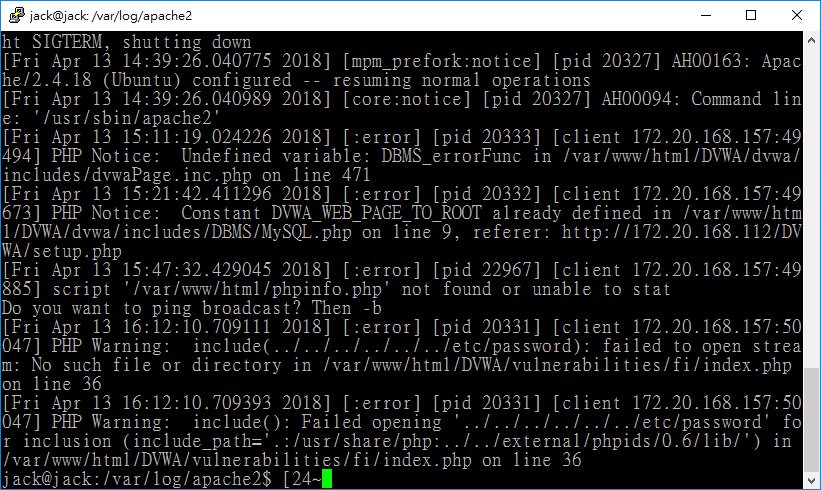 jack@jack: /var/log/apache2
ht SIGTERM, shutting down
[Fri Apr 13 14:39:26.040775 2018] [mpm_prefork:notice] [pid 20327] AH00163: Apac
he/2.4.18 (Ubuntu) configured -- resuming normal operations
[Fri Apr 13 14:39:26.040989 2018] [core:notice] [pid 20327] AH00094: Command lin
e: '/usr/sbin/apache2'
[Fri Apr 13 15:11:19.024226 2018] [:error] [pid 20333] [client 172.20.168.157:49
494] PHP Notice:  Undefined variable: DBMS_errorFunc in /var/www/html/DVWA/dvwa/
includes/dvwaPage.inc.php on line 471
[Fri Apr 13 15:21:42.411296 2018] [:error] [pid 20332] [client 172.20.168.157:49
673] PHP Notice:  Constant DVWA_WEB_PAGE_TO_ROOT already defined in /var/www/htm
l/DVWA/dvwa/includes/DBMS/MySQL.php on line 9, referer: http://172.20.168.112/DV
WA/setup.php
[Fri Apr 13 15:47:32.429045 2018] [:error] [pid 22967] [client 172.20.168.157:49
885] script '/var/www/html/phpinfo.php' not found or unable to stat
Do you want to ping broadcast? Then -b
[Fri Apr 13 16:12:10.709111 2018] [:error] [pid 20331] [client 172.20.168.157:50
047] PHP Warning:  include(../../../../../../etc/password): failed to open strea
m: No such file or directory in /var/www/html/DVWA/vulnerabilities/fi/index.php
on line 36
[Fri Apr 13 16:12:10.709393 2018] [:error] [pid 20331] [client 172.20.168.157:50
047] PHP Warning:  include(): Failed opening '../../../../../../etc/password' fo
r inclusion (include_path='.:/usr/share/php:../../external/phpids/0.6/lib/') in
/var/www/html/DVWA/vulnerabilities/fi/index.php on line 36
jack@jack:/var/log/apache2$ [24~